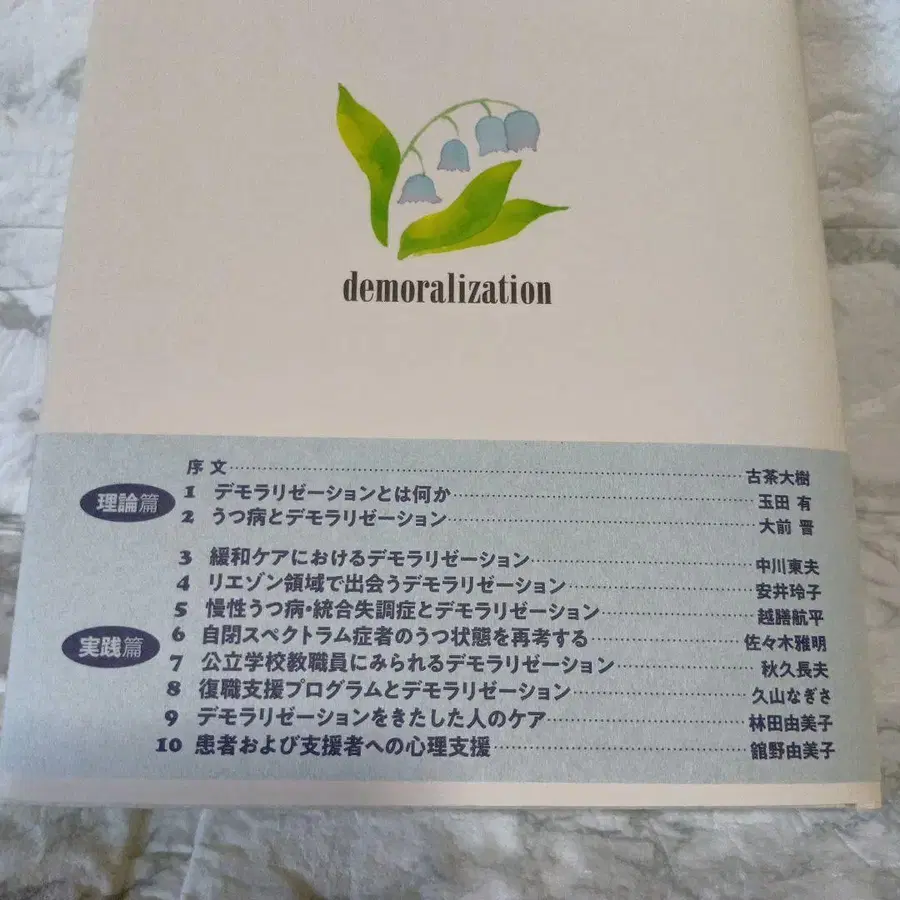 demoralization
序文 古茶大樹
理論篇
1 デモラリゼーションとは何か 玉田 有
2 うつ病とデモラリゼーション 大前 晋
実践篇
3 緩和ケアにおけるデモラリゼーション 中川東夫
4 リエゾン領域で出会うデモラリゼーション 安井玲子
5 慢性うつ病・統合失調症とデモラリゼーション 越膳航平
6 自閉スペクトラム症者のうつ状態を再考する 佐々木雅明
7 公立学校教職員にみられるデモラリゼーション 秋久長夫
8 復職支援プログラムとデモラリゼーション 久山なぎさ
9 デモラリゼーションをきたした人のケア 林田由美子
10 患者および支援者への心理支援 舘野由美子